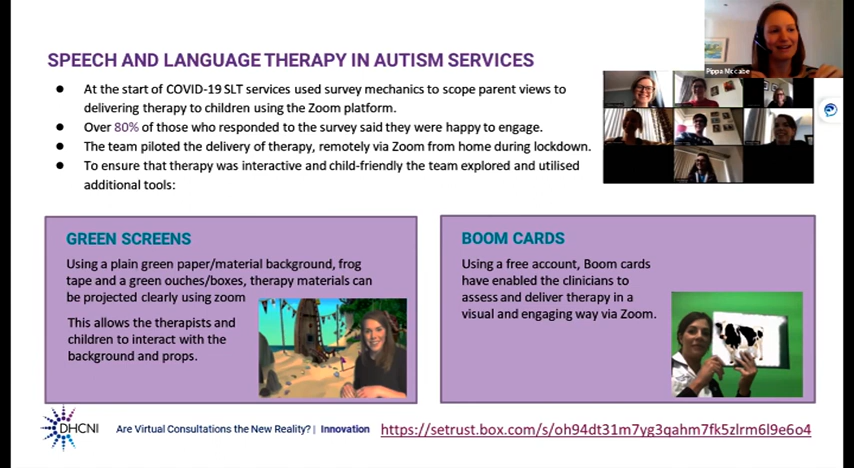 SPEECH AND LANGUAGE THERAPY IN AUTISM SERVICES
Pippa Mccabe
● At the start of COVID-19 SLT services used survey mechanics to scope parent views to
delivering therapy to children using the Zoom platform.
● Over 80% of those who responded to the survey said they were happy to engage.
● The team piloted the delivery of therapy, remotely via Zoom from home during lockdown.
● To ensure that therapy was interactive and child-friendly the team explored and utilised
additional tools:
GREEN SCREENS
Using a plain green paper/material background, frog
tape and a green ouches/boxes, therapy materials can
be projected clearly using zoom
This allows the therapists and
children to interact with the
background and props.
BOOM CARDS
Using a free account, Boom cards
have enabled the clinicians to
assess and deliver therapy in a
visual and engaging way via Zoom.
DHCNI
Are Virtual Consultations the New Reality? | Innovation
https://setrust.box.com/s/oh94dt31m7yg3qahm7fk5zlrm6l9e6o4